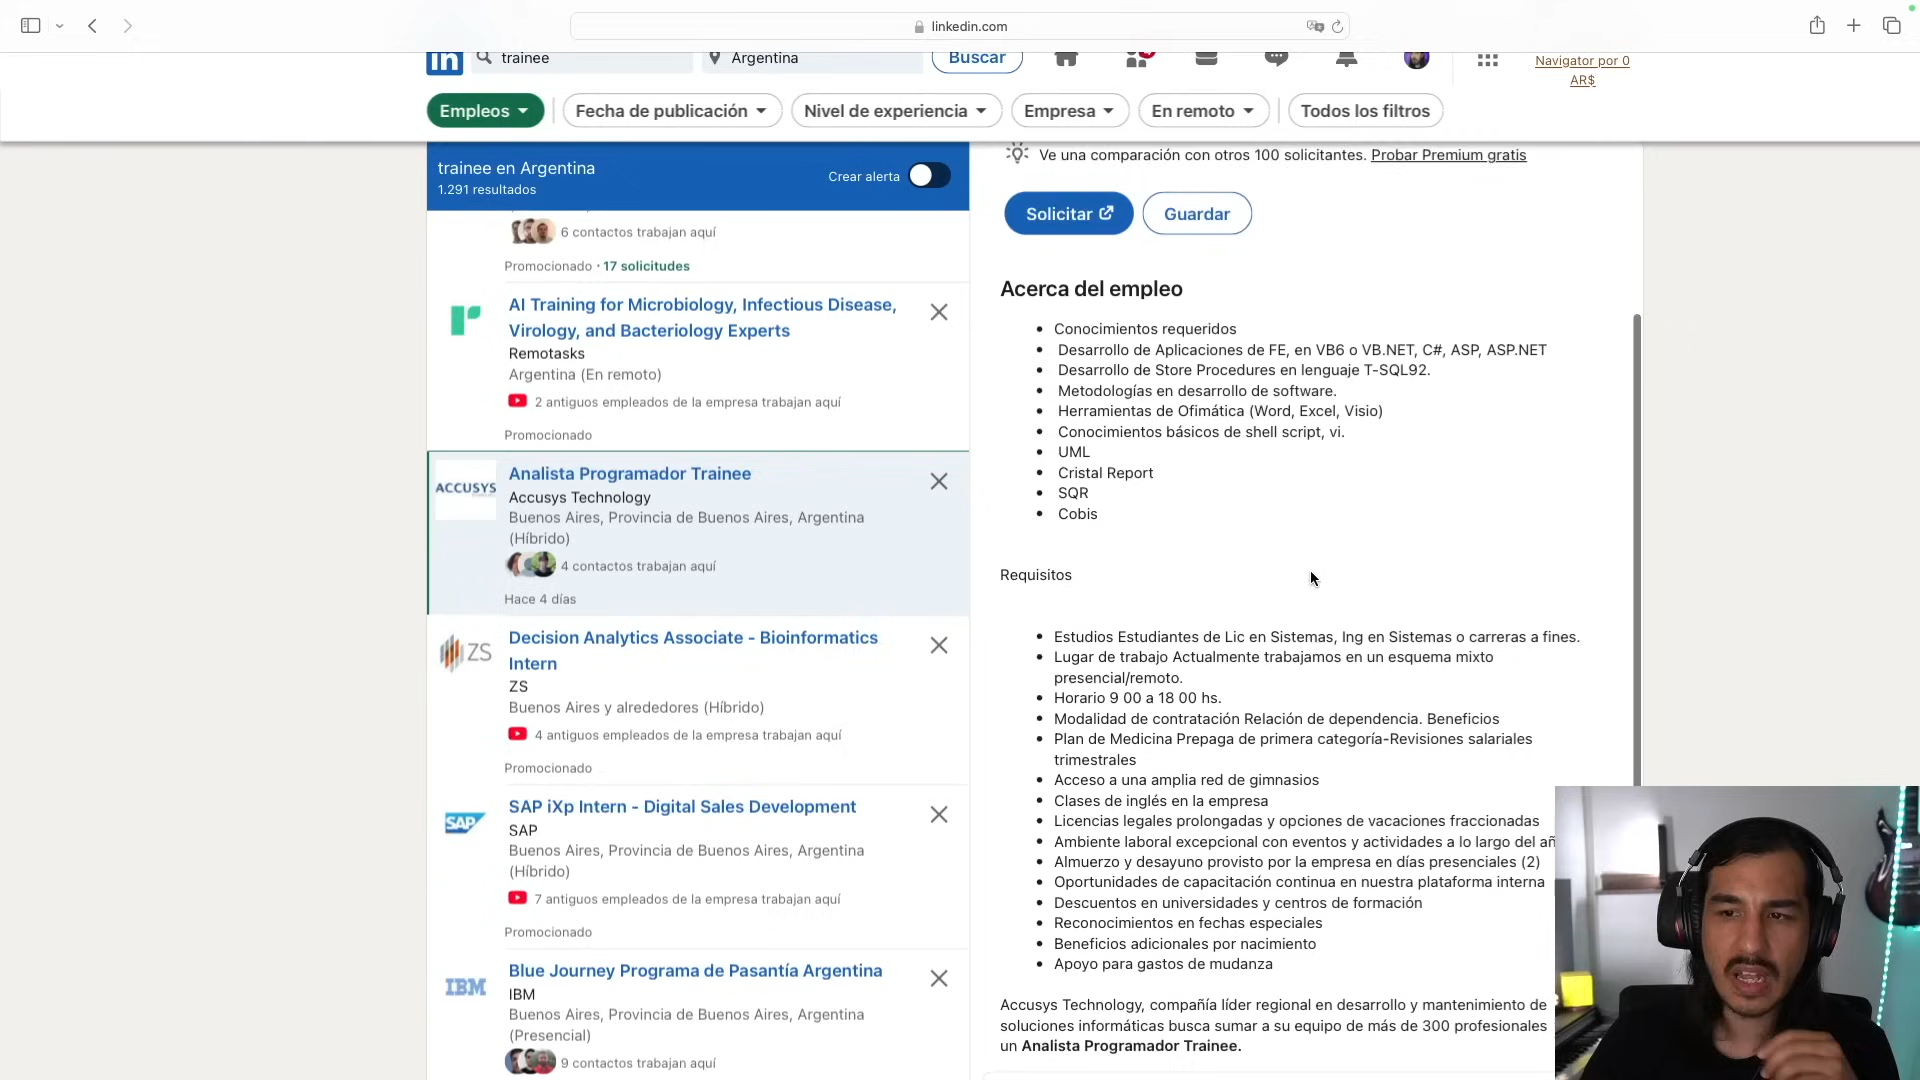 linkedin.com
in
trainee
Argentina
Buscar
Navigator por 0
AR$
Empleos
Fecha de publicación
Nivel de experiencia
Empresa
En remoto
Todos los filtros
trainee en Argentina
1.291 resultados
Crear alerta
6 contactos trabajan aquí
Promocionado · 17 solicitudes
AI Training for Microbiology, Infectious Disease,
Virology, and Bacteriology Experts
Remotasks
Argentina (En remoto)
2 antiguos empleados de la empresa trabajan aquí
Promocionado
ACCUSYS
Analista Programador Trainee
Accusys Technology
Buenos Aires, Provincia de Buenos Aires, Argentina
(Híbrido)
4 contactos trabajan aquí
Hace 4 días
ZS
Decision Analytics Associate - Bioinformatics
Intern
ZS
Buenos Aires y alrededores (Híbrido)
4 antiguos empleados de la empresa trabajan aquí
Promocionado
SAP
SAP iXp Intern - Digital Sales Development
SAP
Buenos Aires, Provincia de Buenos Aires, Argentina
(Híbrido)
7 antiguos empleados de la empresa trabajan aquí
Promocionado
IBM
Blue Journey Programa de Pasantía Argentina
IBM
Buenos Aires, Provincia de Buenos Aires, Argentina
(Presencial)
9 contactos trabajan aquí
Ve una comparación con otros 100 solicitantes. Probar Premium gratis
Solicitar
Guardar
Acerca del empleo
• Conocimientos requeridos
• Desarrollo de Aplicaciones de FE, en VB6 o VB.NET, C#, ASP, ASP.NET
• Desarrollo de Store Procedures en lenguaje T-SQL92.
• Metodologías en desarrollo de software.
• Herramientas de Ofimática (Word, Excel, Visio)
• Conocimientos básicos de shell script, vi.
• UML
• Cristal Report
• SQR
• Cobis
Requisitos
• Estudios Estudiantes de Lic en Sistemas, Ing en Sistemas o carreras a fines.
• Lugar de trabajo Actualmente trabajamos en un esquema mixto
presencial/remoto.
• Horario 9 00 a 18 00 hs.
• Modalidad de contratación Relación de dependencia. Beneficios
• Plan de Medicina Prepaga de primera categoría-Revisiones salariales
trimestrales
• Acceso a una amplia red de gimnasios
• Clases de inglés en la empresa
• Licencias legales prolongadas y opciones de vacaciones fraccionadas
• Ambiente laboral excepcional con eventos y actividades a lo largo del añ
• Almuerzo y desayuno provisto por la empresa en días presenciales (2)
• Oportunidades de capacitación continua en nuestra plataforma interna
• Descuentos en universidades y centros de formación
• Reconocimientos en fechas especiales
• Beneficios adicionales por nacimiento
• Apoyo para gastos de mudanza
Accusys Technology, compañía líder regional en desarrollo y mantenimiento de
soluciones informáticas busca sumar a su equipo de más de 300 profesionales
un Analista Programador Trainee.